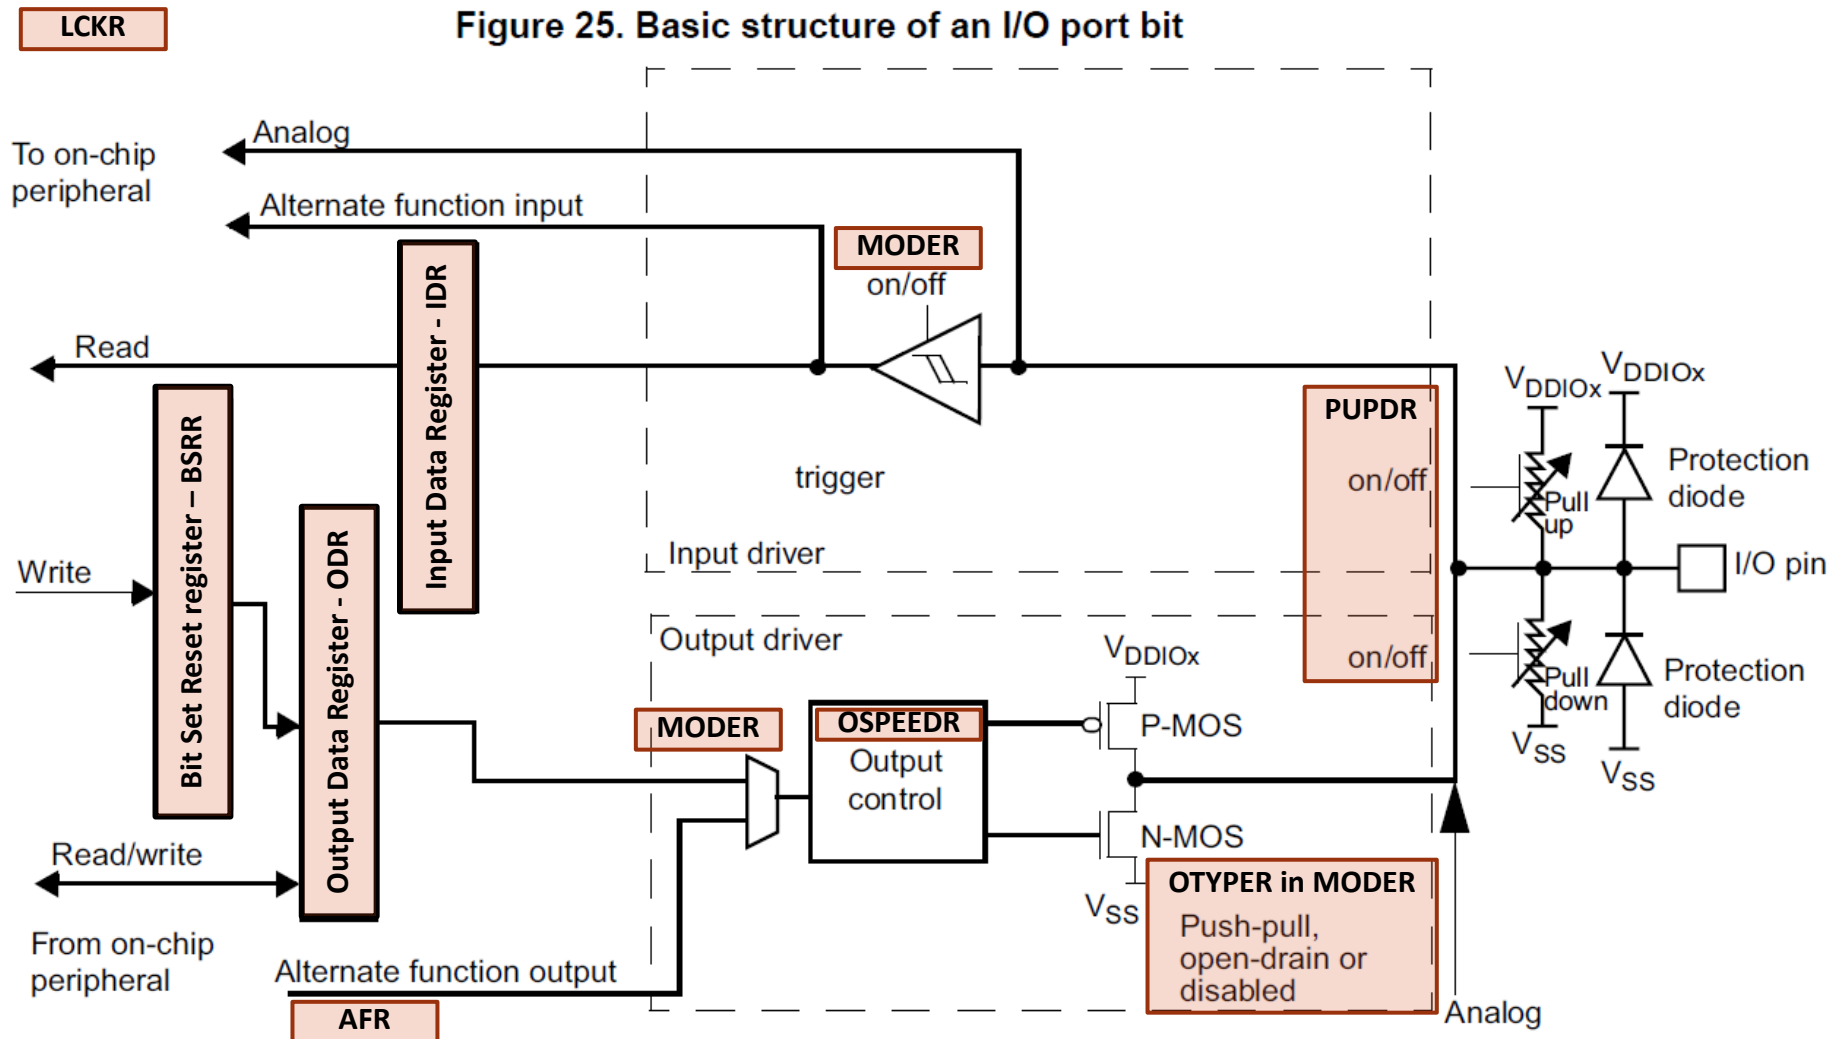 LCKR
Figure 25. Basic structure of an I/O port bit
To on-chip
peripheral
Analog
Alternate function input
MODER
on/off
Read
Input Data Register - IDR
trigger
Input driver
PUPDR
on/off
on/off
VDDIOx
VDDIOx
Pull
up
Protection
diode
I/O pin
Pull
down
Protection
diode
VSS
VSS
Write
Bit Set Reset register – BSRR
Output Data Register - ODR
Output driver
MODER
OSPEEDR
Output
control
VDDIOx
P-MOS
N-MOS
VSS
OTYPER in MODER
Push-pull,
open-drain or
disabled
Analog
Read/write
From on-chip
peripheral
Alternate function output
AFR